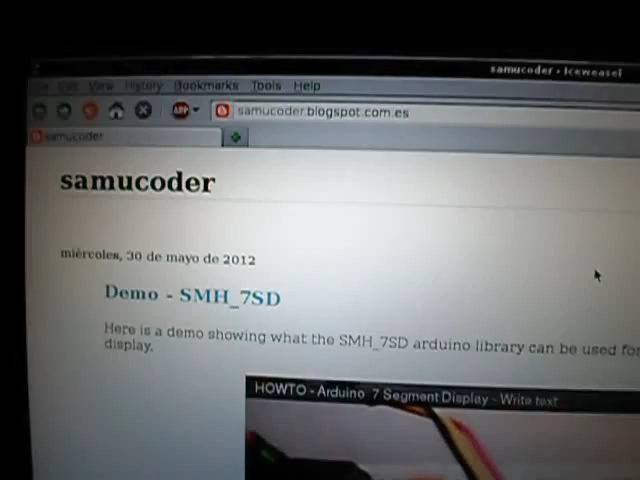 samucoder - Iceweasel
Edit View History Bookmarks Tools Help
ABP samucoder.blogspot.com.es
samucoder
samucoder
miércoles, 30 de mayo de 2012
Demo - SMH_7SD
Here is a demo showing what the SMH_7SD arduino library can be used for
display.
HOWTO - Arduino 7 Segment Display - Write text